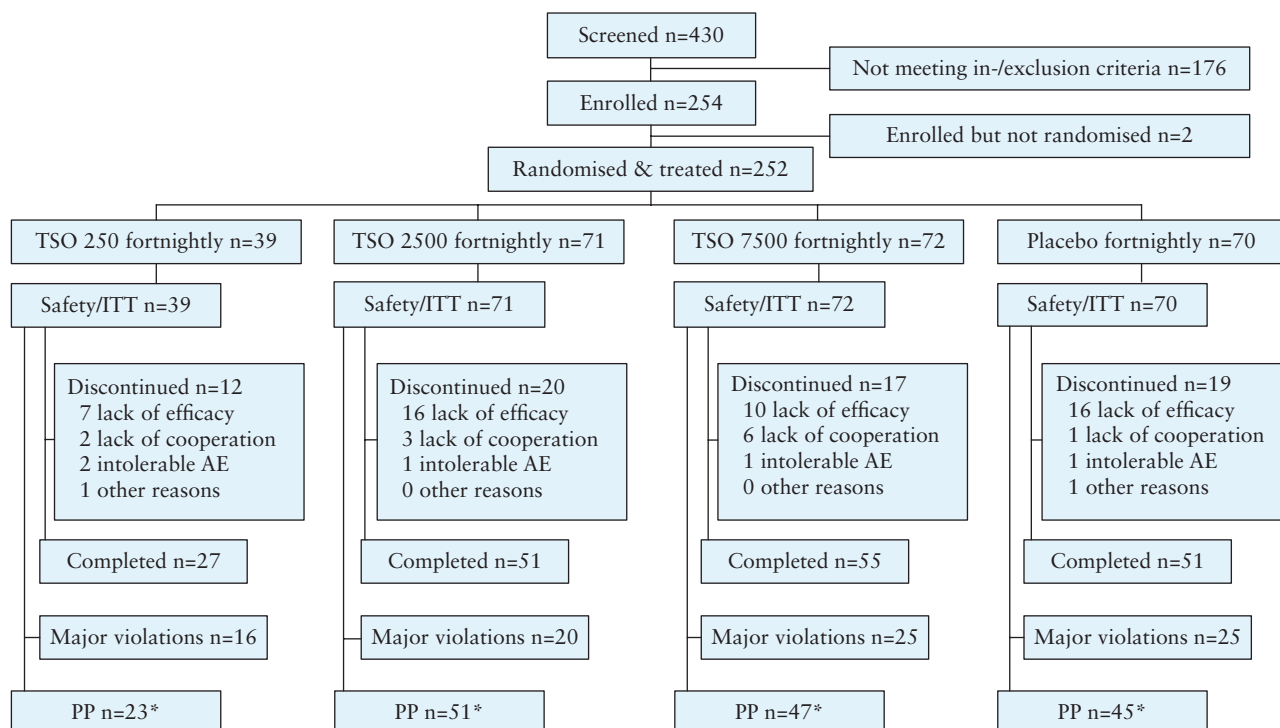 Screened n=430
Not meeting in-/exclusion criteria n=176
Enrolled n=254
Enrolled but not randomised n=2
Randomised & treated n=252
TSO 250 fortnightly n=39
TSO 2500 fortnightly n=71
TSO 7500 fortnightly n=72
Placebo fortnightly n=70
Safety/ITT n=39
Safety/ITT n=71
Safety/ITT n=72
Safety/ITT n=70
Discontinued n=12
7 lack of efficacy
2 lack of cooperation
2 intolerable AE
1 other reasons
Discontinued n=20
16 lack of efficacy
3 lack of cooperation
1 intolerable AE
0 other reasons
Discontinued n=17
10 lack of efficacy
6 lack of cooperation
1 intolerable AE
0 other reasons
Discontinued n=19
16 lack of efficacy
1 lack of cooperation
1 intolerable AE
1 other reasons
Completed n=27
Completed n=51
Completed n=55
Completed n=51
Major violations n=16
Major violations n=20
Major violations n=25
Major violations n=25
PP n=23*
PP n=51*
PP n=47*
PP n=45*